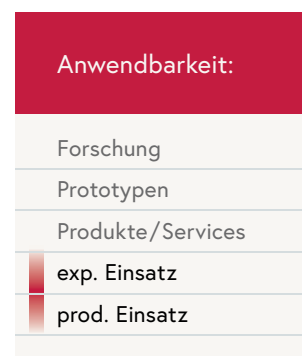 Anwendbarkeit:
Forschung
Prototypen
Produkte/Services
exp. Einsatz
prod. Einsatz